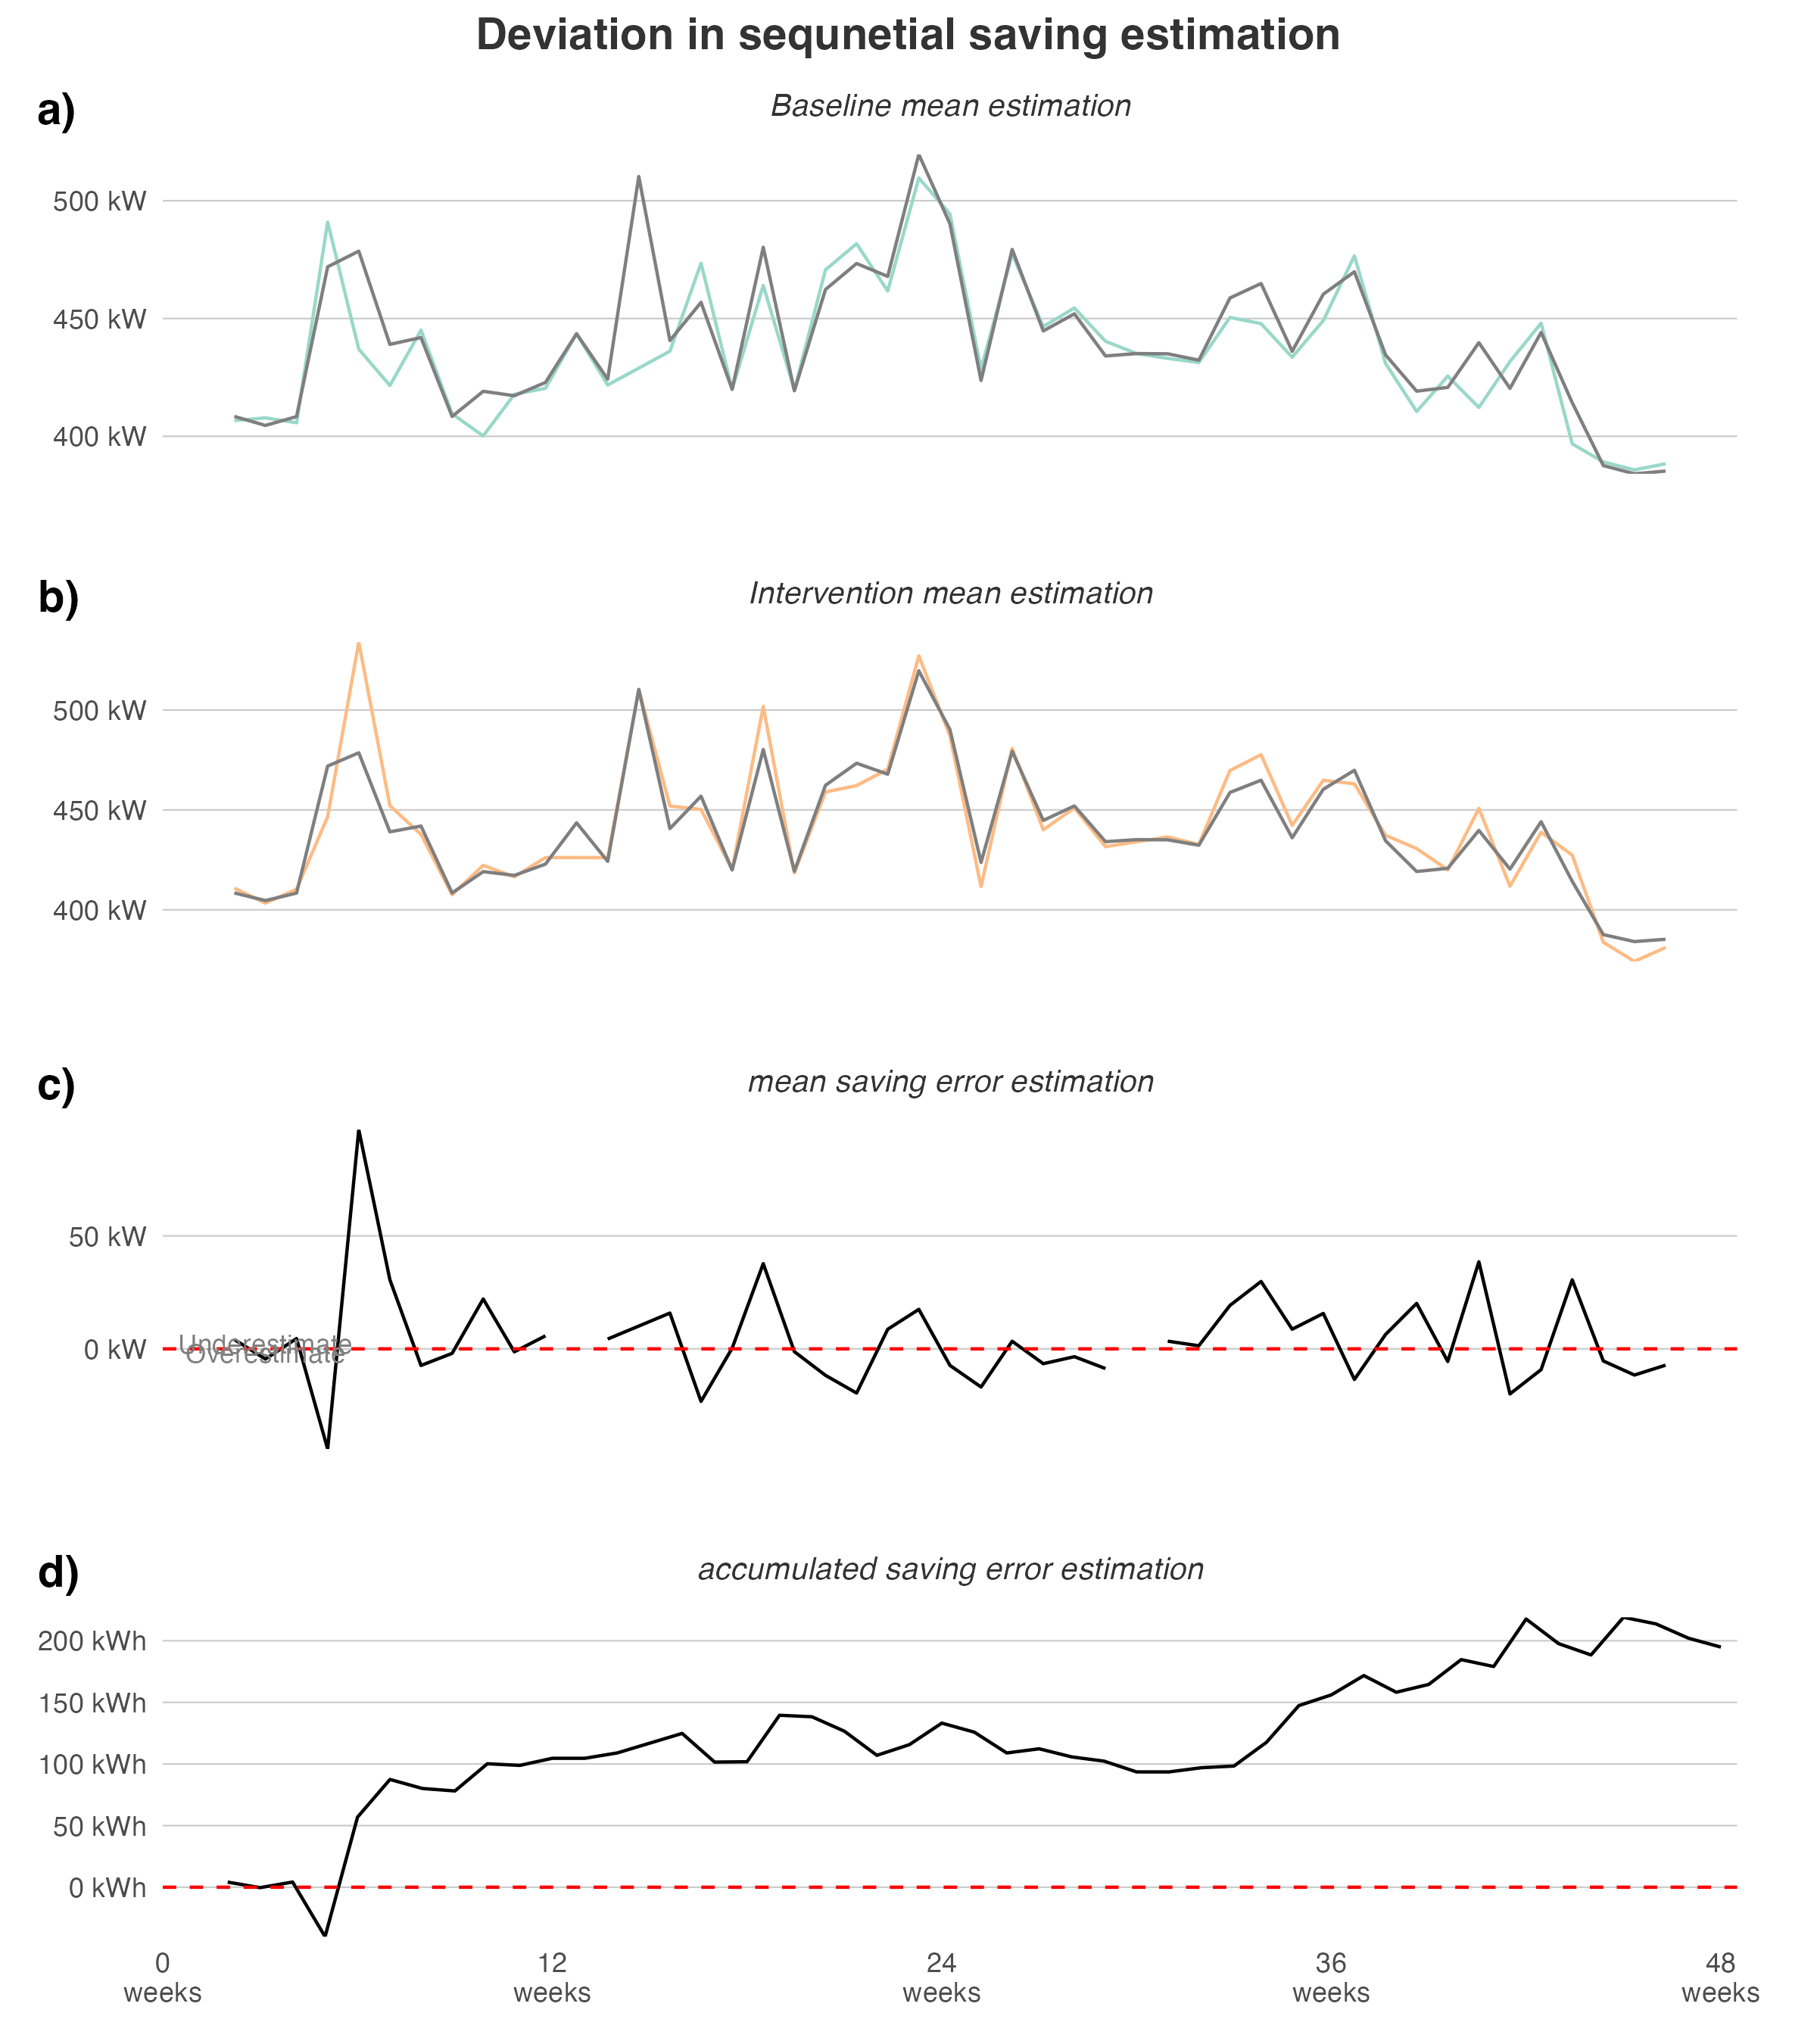 Deviation in sequnetial saving estimation
a)
Baseline mean estimation
500 kW
450 kW
400 kW
b)
Intervention mean estimation
500 kW
450 kW
400 kW
c)
mean saving error estimation
50 kW
0 kW
Underestimate
Overestimate
d)
accumulated saving error estimation
200 kWh
150 kWh
100 kWh
50 kWh
0 kWh
0 12 24 36 48
weeks weeks weeks weeks weeks